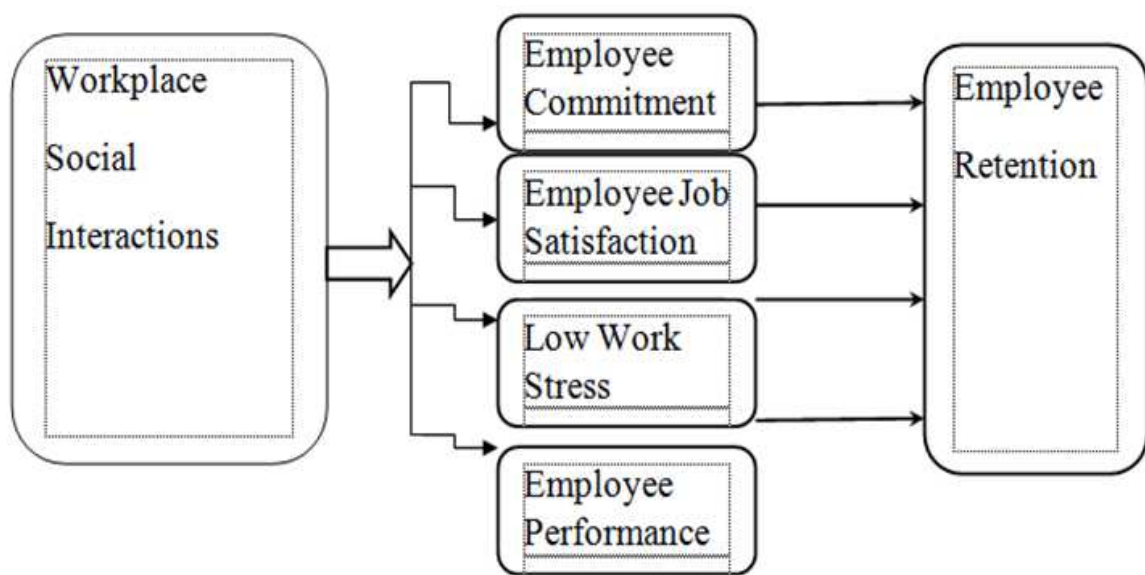 Workplace
Social
Interactions
Employee
Commitment
Employee Job
Satisfaction
Low Work
Stress
Employee
Performance
Employee
Retention